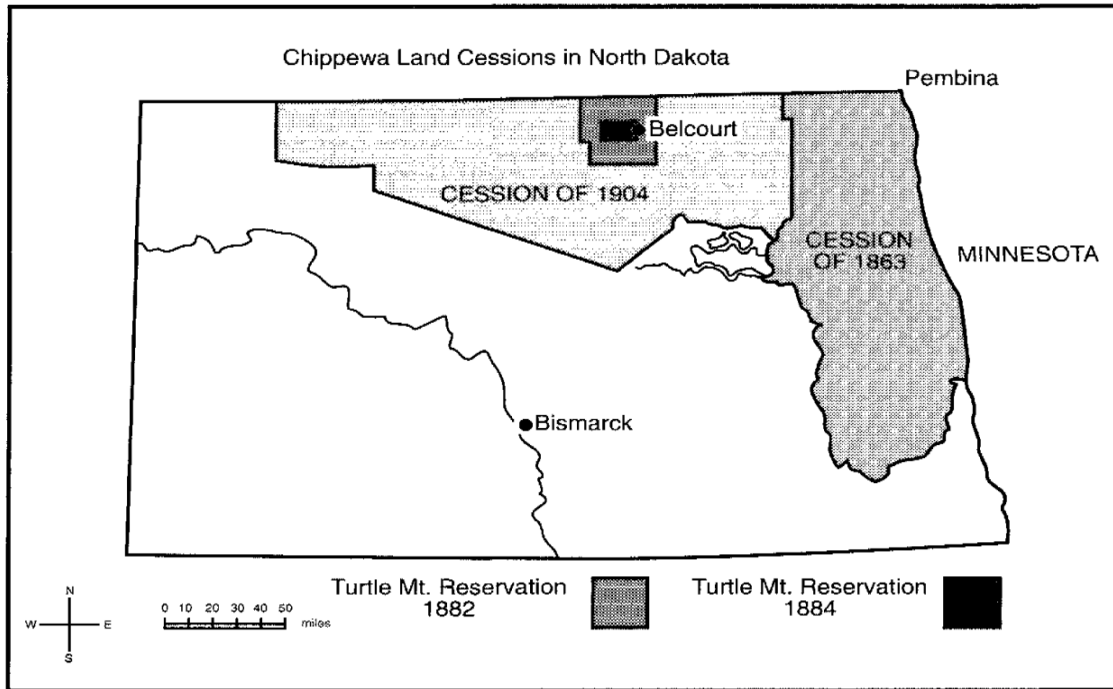 Chippewa Land Cessions in North Dakota
Pembina
Belcourt
CESSION OF 1904
CESSION
OF 1863
MINNESOTA
Bismarck
Turtle Mt. Reservation
1882
Turtle Mt. Reservation
1884
N
W E
S
0 10 20 30 40 50
miles